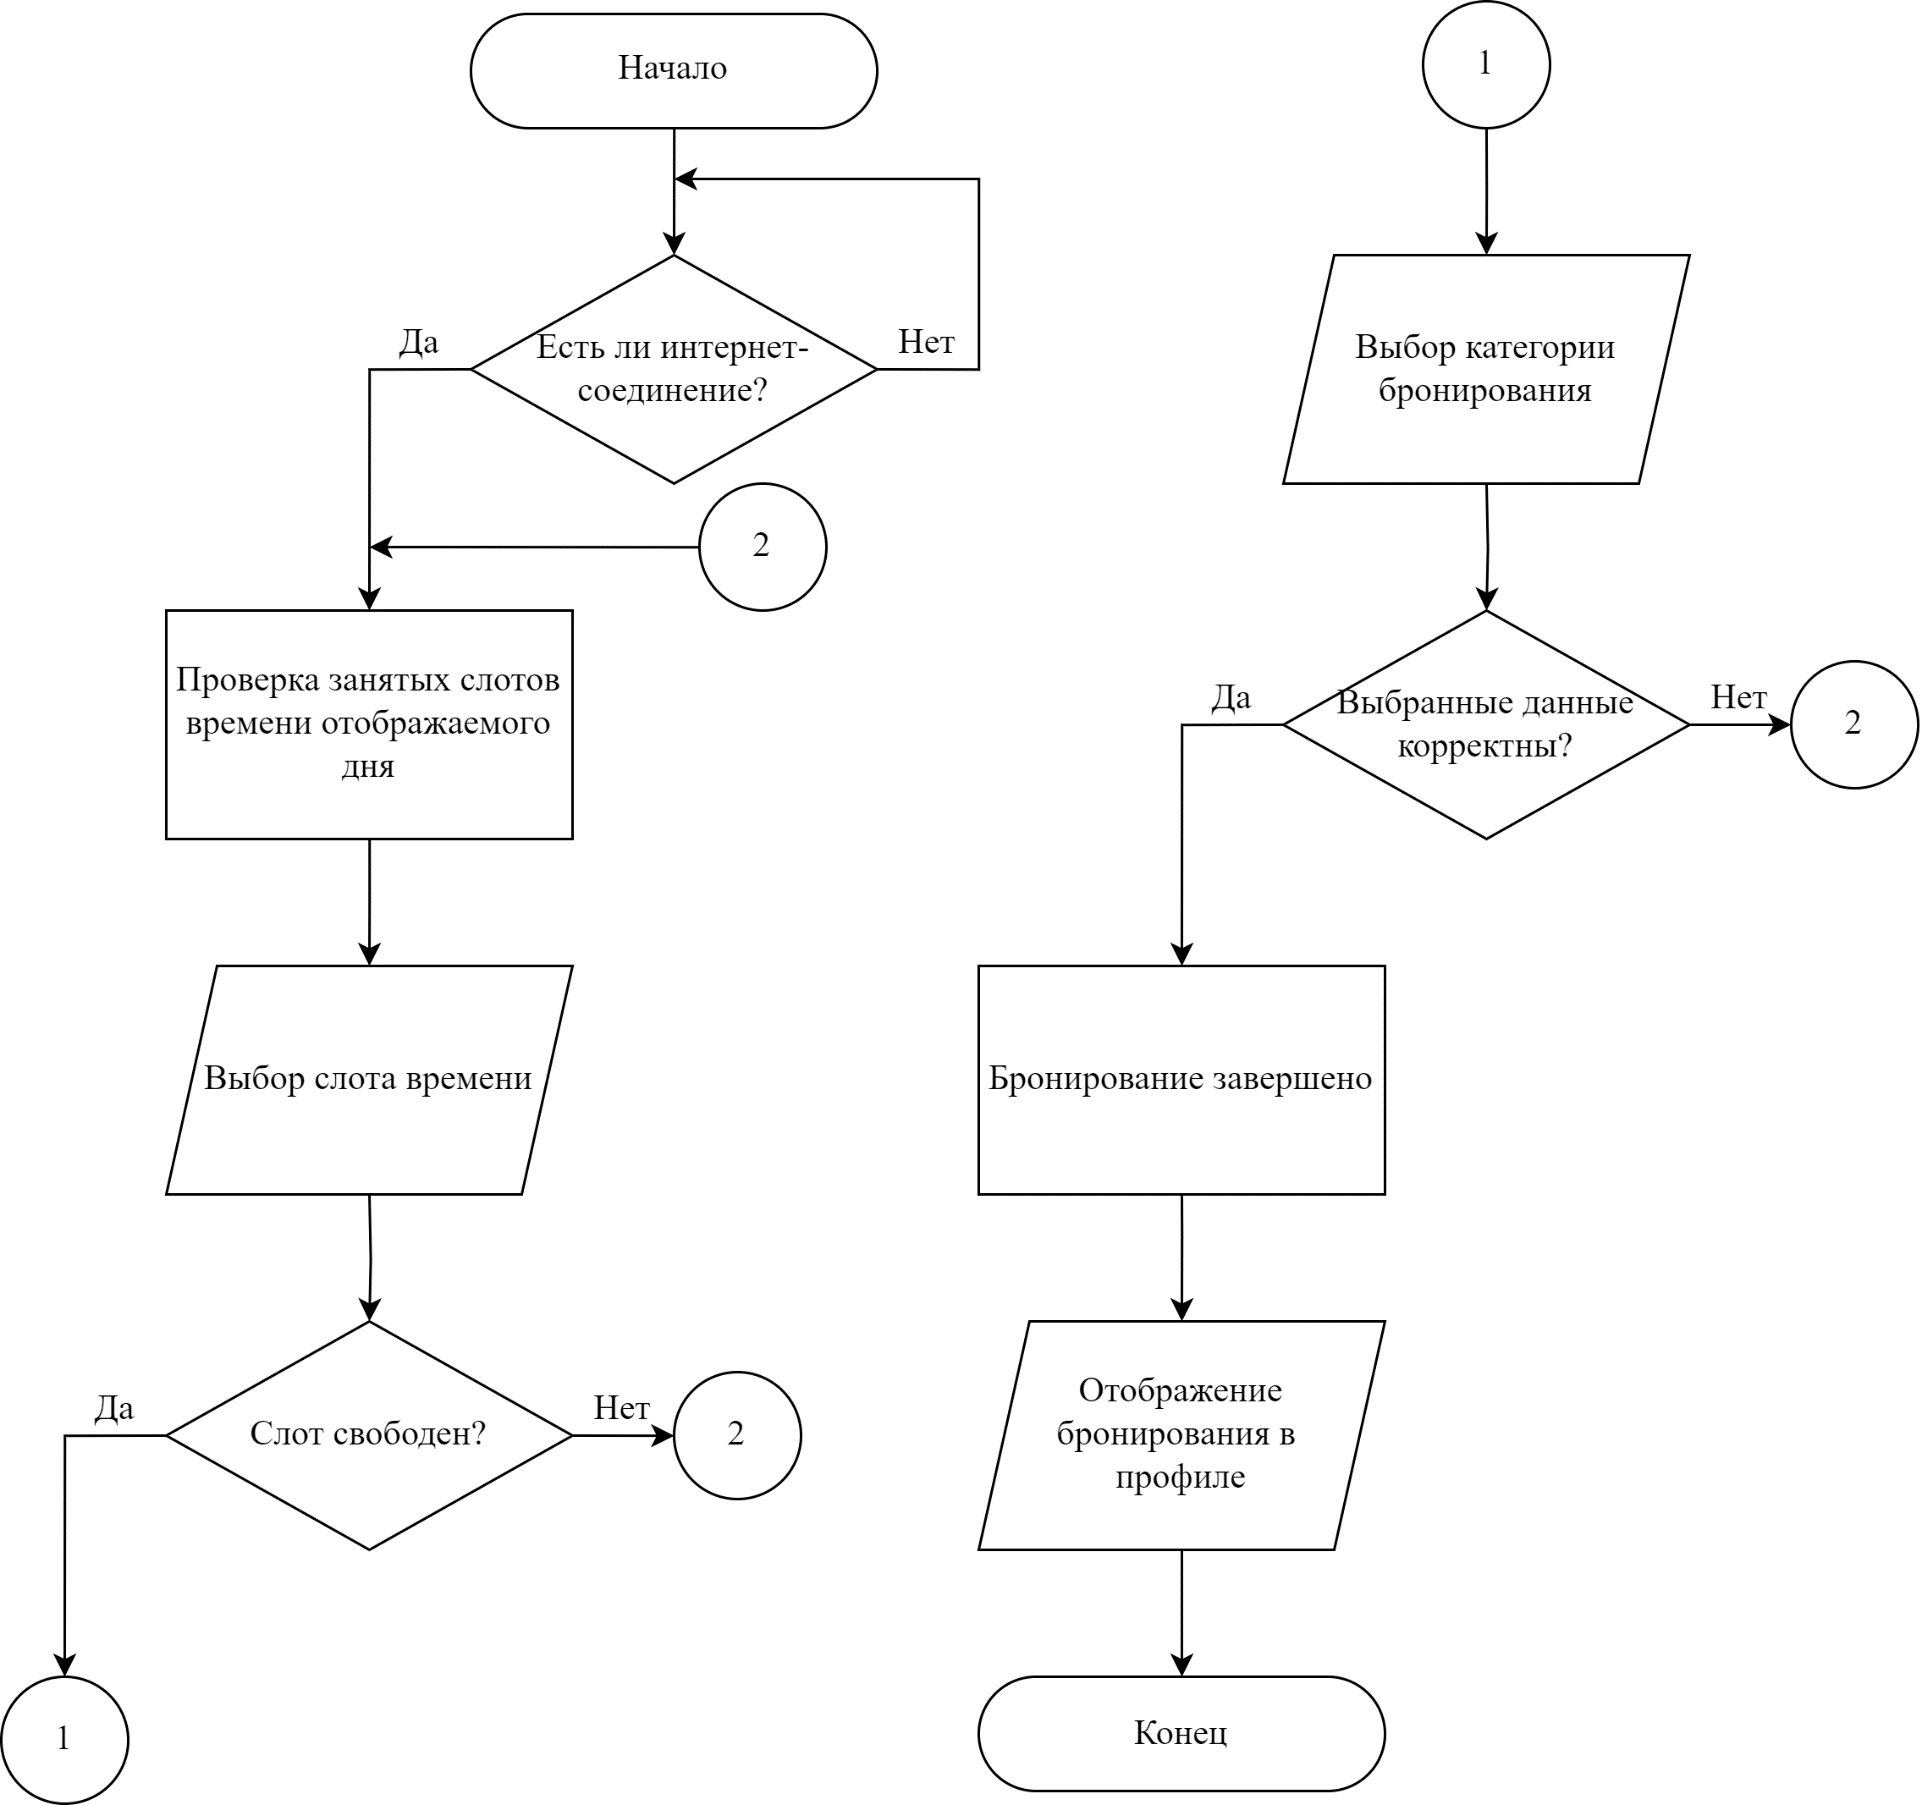 Начало
Да
Есть ли интернет-
соединение?
Нет
2
Проверка занятых слотов
времени отображаемого
дня
Выбор слота времени
Да
Слот свободен?
Нет
2
1
1
Выбор категории
бронирования
Да
Выбранные данные
корректны?
Нет
2
Бронирование завершено
Отображение
бронирования в
профиле
Конец